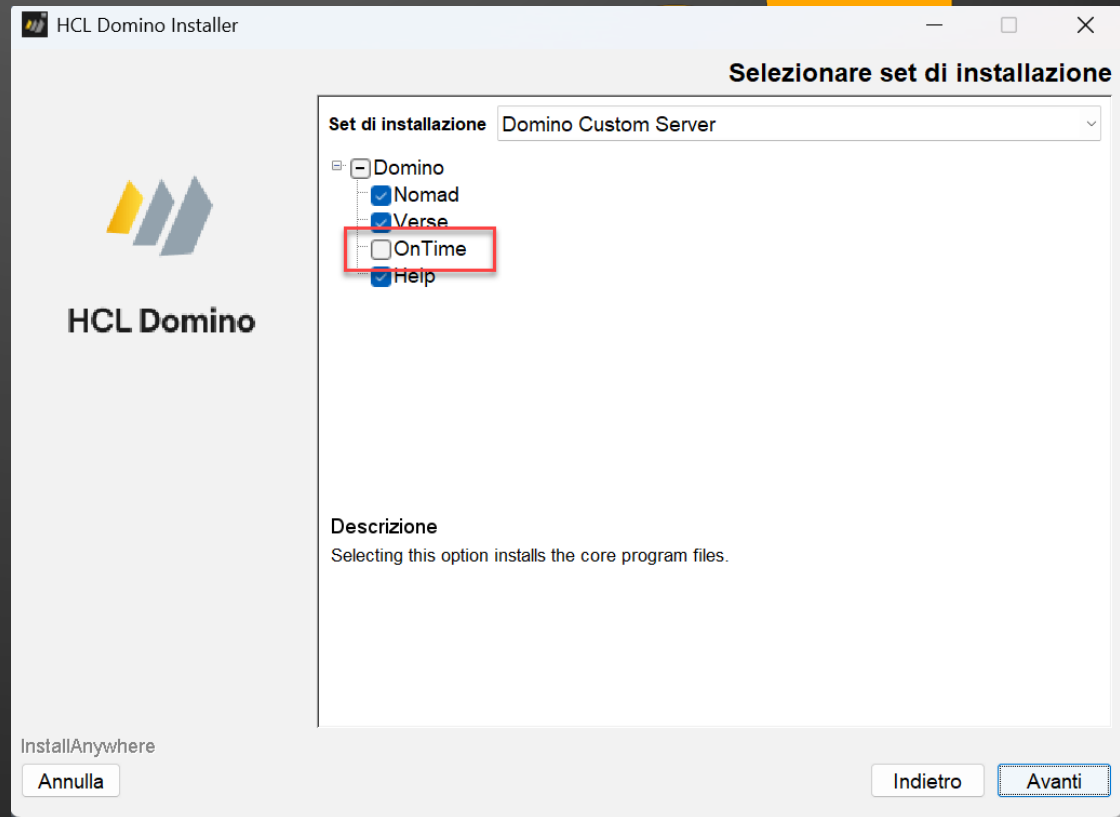 HCL Domino Installer
Selezionare set di installazione
Set di installazione Domino Custom Server
Domino
Nomad
Verse
OnTime
Help
HCL Domino
Descrizione
Selecting this option installs the core program files.
InstallAnywhere
Annulla Indietro Avanti